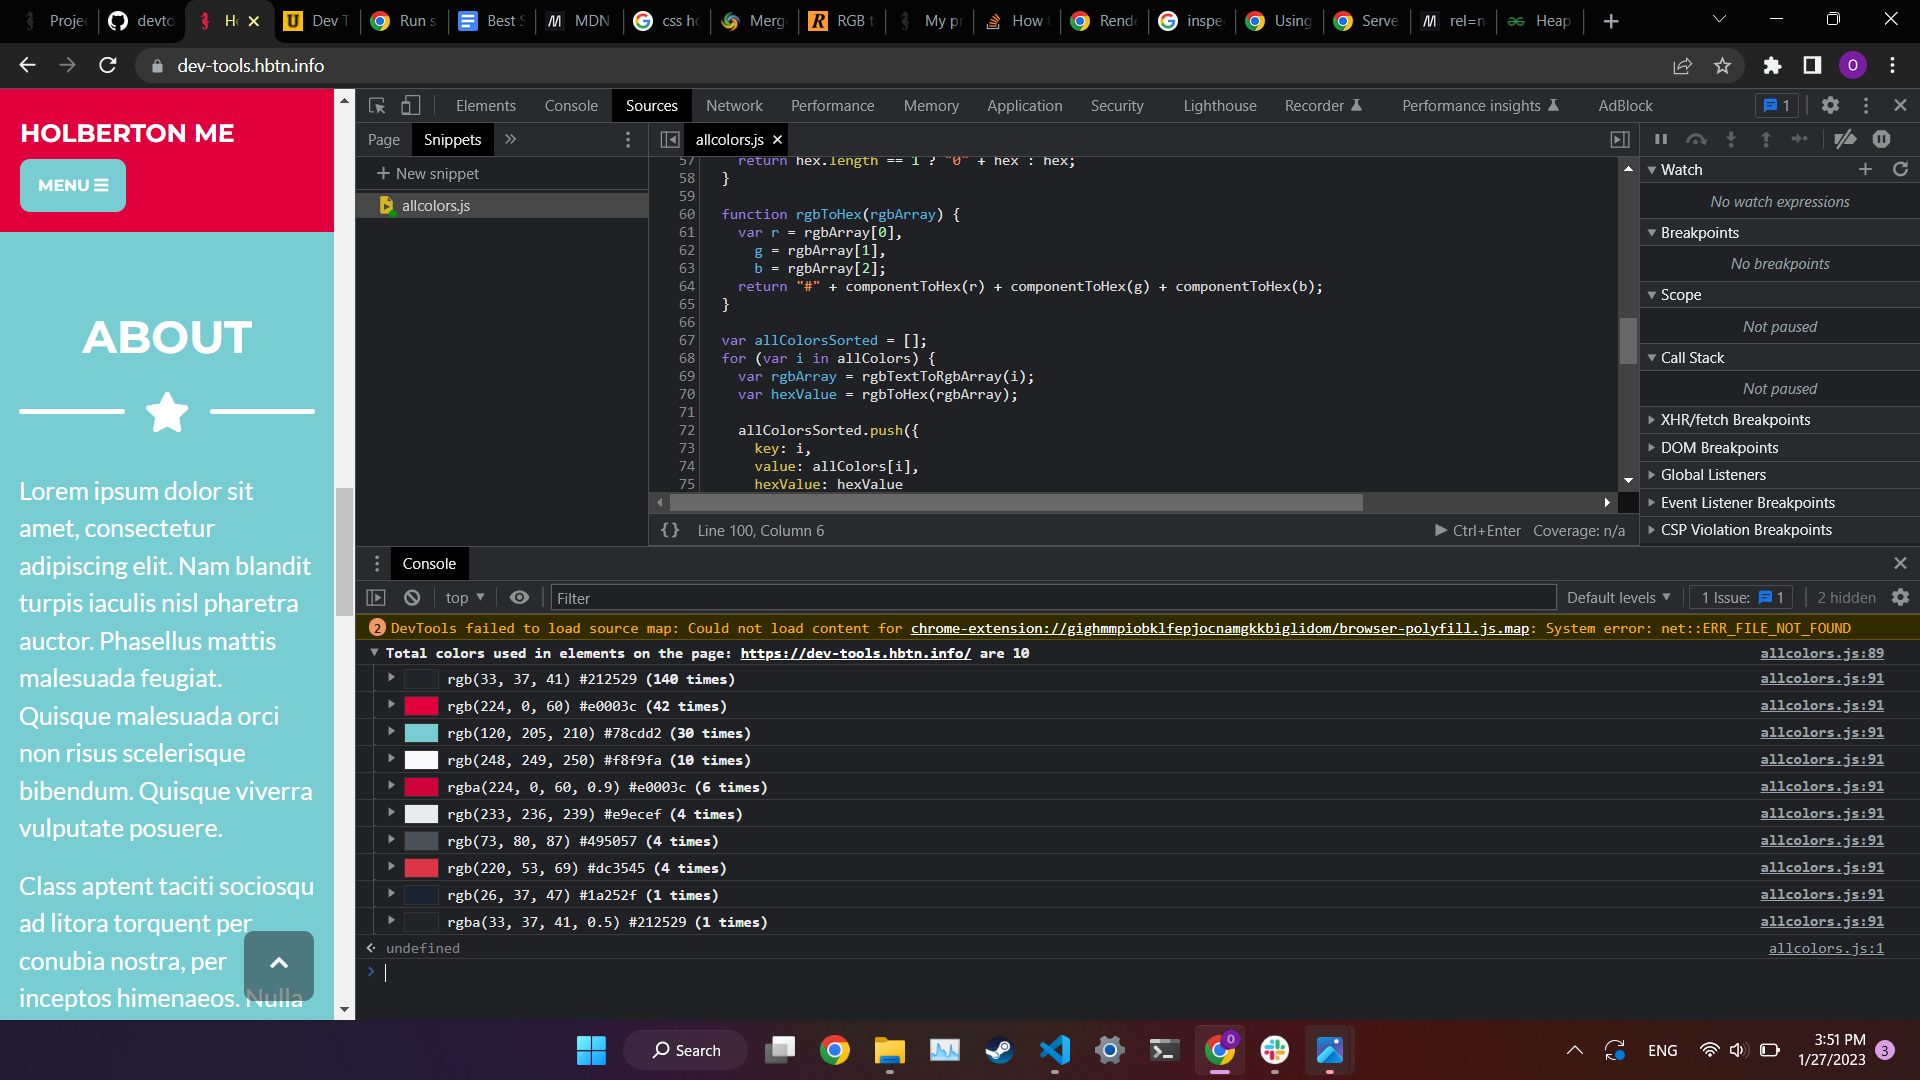 Proje
devto
H
Dev T
Run s
Best S
MDN
css ho
Merg
RGB t
My p
How
Rende
inspe
Using
Serve
rel=n
Heap
dev-tools.hbtn.info
O
HOLBERTON ME
MENU
ABOUT
Lorem ipsum dolor sit
amet, consectetur
adipiscing elit. Nam blandit
turpis iaculis nisl pharetra
auctor. Phasellus mattis
malesuada feugiat.
Quisque malesuada orci
non risus scelerisque
bibendum. Quisque viverra
vulputate posuere.
Class aptent taciti sociosqu
ad litora torquent per
conubia nostra, per
inceptos himenaeos. Nulla
Elements Console Sources Network Performance Memory Application Security Lighthouse Recorder Performance insights AdBlock 1
Page Snippets
New snippet
allcolors.js
allcolors.js
57 return hex.length == 1 ? "0" + hex : hex;
58 }
59
60 function rgbToHex(rgbArray) {
61 var r = rgbArray[0],
62 g = rgbArray[1],
63 b = rgbArray[2];
64 return "#" + componentToHex(r) + componentToHex(g) + componentToHex(b);
65 }
66
67 var allColorsSorted = [];
68 for (var i in allColors) {
69 var rgbArray = rgbTextToRgbArray(i);
70 var hexValue = rgbToHex(rgbArray);
71
72 allColorsSorted.push({
73 key: i,
74 value: allColors[i],
75 hexValue: hexValue
{} Line 100, Column 6 Ctrl+Enter Coverage: n/a
Watch
No watch expressions
Breakpoints
No breakpoints
Scope
Not paused
Call Stack
Not paused
XHR/fetch Breakpoints
DOM Breakpoints
Global Listeners
Event Listener Breakpoints
CSP Violation Breakpoints
Console
top Filter Default levels 1 Issue: 1 2 hidden
2 DevTools failed to load source map: Could not load content for chrome-extension://gighmmpiobklfepjocnamgkkbiglidom/browser-polyfill.js.map: System error: net::ERR_FILE_NOT_FOUND
Total colors used in elements on the page: https://dev-tools.hbtn.info/ are 10 allcolors.js:89
rgb(33, 37, 41) #212529 (140 times) allcolors.js:91
rgb(224, 0, 60) #e0003c (42 times) allcolors.js:91
rgb(120, 205, 210) #78cdd2 (30 times) allcolors.js:91
rgb(248, 249, 250) #f8f9fa (10 times) allcolors.js:91
rgba(224, 0, 60, 0.9) #e0003c (6 times) allcolors.js:91
rgb(233, 236, 239) #e9ecef (4 times) allcolors.js:91
rgb(73, 80, 87) #495057 (4 times) allcolors.js:91
rgb(220, 53, 69) #dc3545 (4 times) allcolors.js:91
rgb(26, 37, 47) #1a252f (1 times) allcolors.js:91
rgba(33, 37, 41, 0.5) #212529 (1 times) allcolors.js:91
undefined allcolors.js:1
Search
0
ENG
3:51 PM
1/27/2023
3